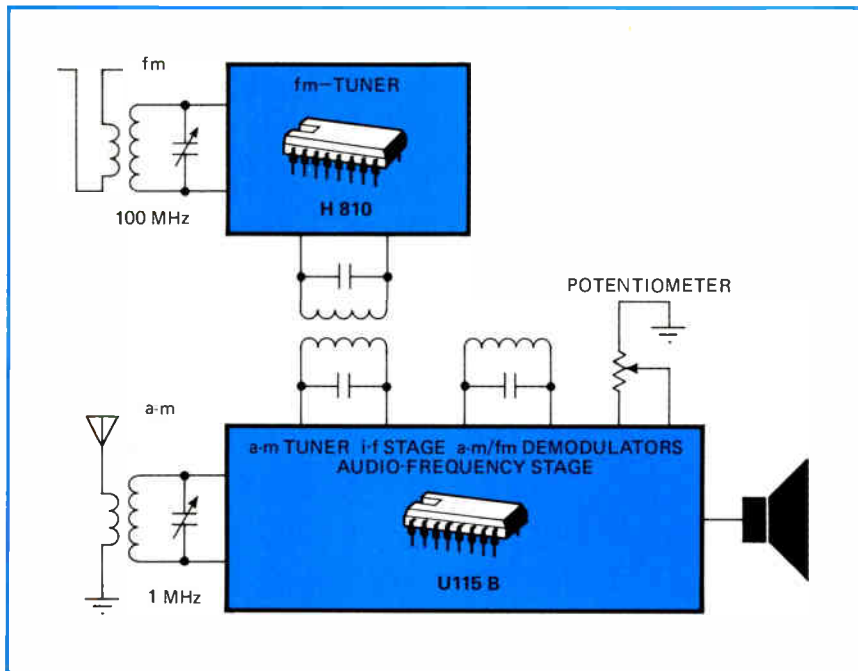 fm
fm-TUNER
H 810
100 MHz
POTENTIOMETER
a-m
a-m TUNER i-f STAGE a-m/fm DEMODULATORS
AUDIO-FREQUENCY STAGE
U115 B
1 MHz